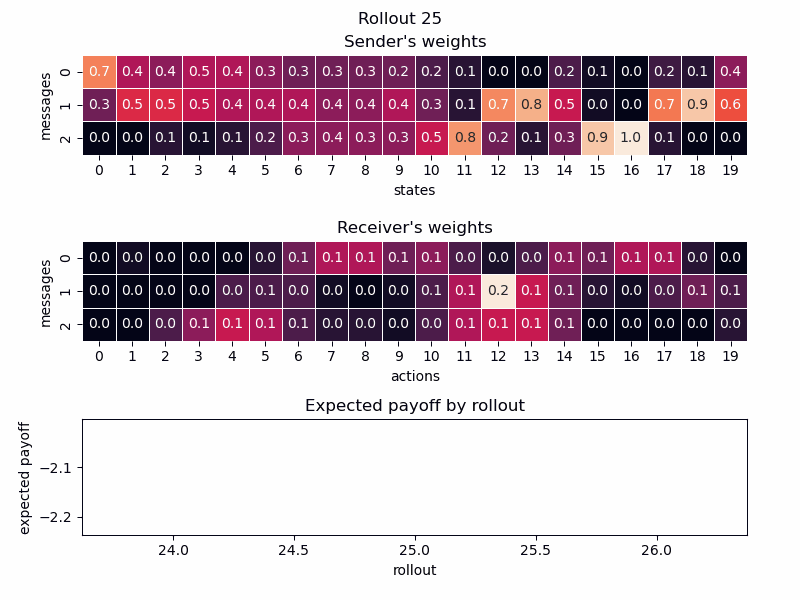 Rollout 25
Sender's weights
messages
0 0.7 0.4 0.4 0.5 0.4 0.3 0.3 0.3 0.3 0.2 0.2 0.1 0.0 0.0 0.2 0.1 0.0 0.2 0.1 0.4
1 0.3 0.5 0.5 0.5 0.4 0.4 0.4 0.4 0.4 0.4 0.3 0.1 0.7 0.8 0.5 0.0 0.0 0.7 0.9 0.6
2 0.0 0.0 0.1 0.1 0.1 0.2 0.3 0.4 0.3 0.3 0.5 0.8 0.2 0.1 0.3 0.9 1.0 0.1 0.0 0.0
0 1 2 3 4 5 6 7 8 9 10 11 12 13 14 15 16 17 18 19
states
Receiver's weights
messages
0 0.0 0.0 0.0 0.0 0.0 0.0 0.1 0.1 0.1 0.1 0.1 0.0 0.0 0.0 0.1 0.1 0.1 0.1 0.0 0.0
1 0.0 0.0 0.0 0.0 0.0 0.1 0.0 0.0 0.0 0.0 0.1 0.1 0.2 0.1 0.1 0.0 0.0 0.0 0.1 0.1
2 0.0 0.0 0.0 0.1 0.1 0.1 0.1 0.0 0.0 0.0 0.0 0.1 0.1 0.1 0.1 0.0 0.0 0.0 0.0 0.0
0 1 2 3 4 5 6 7 8 9 10 11 12 13 14 15 16 17 18 19
actions
Expected payoff by rollout
expected payoff
−2.1
−2.2
24.0 24.5 25.0 25.5 26.0
rollout